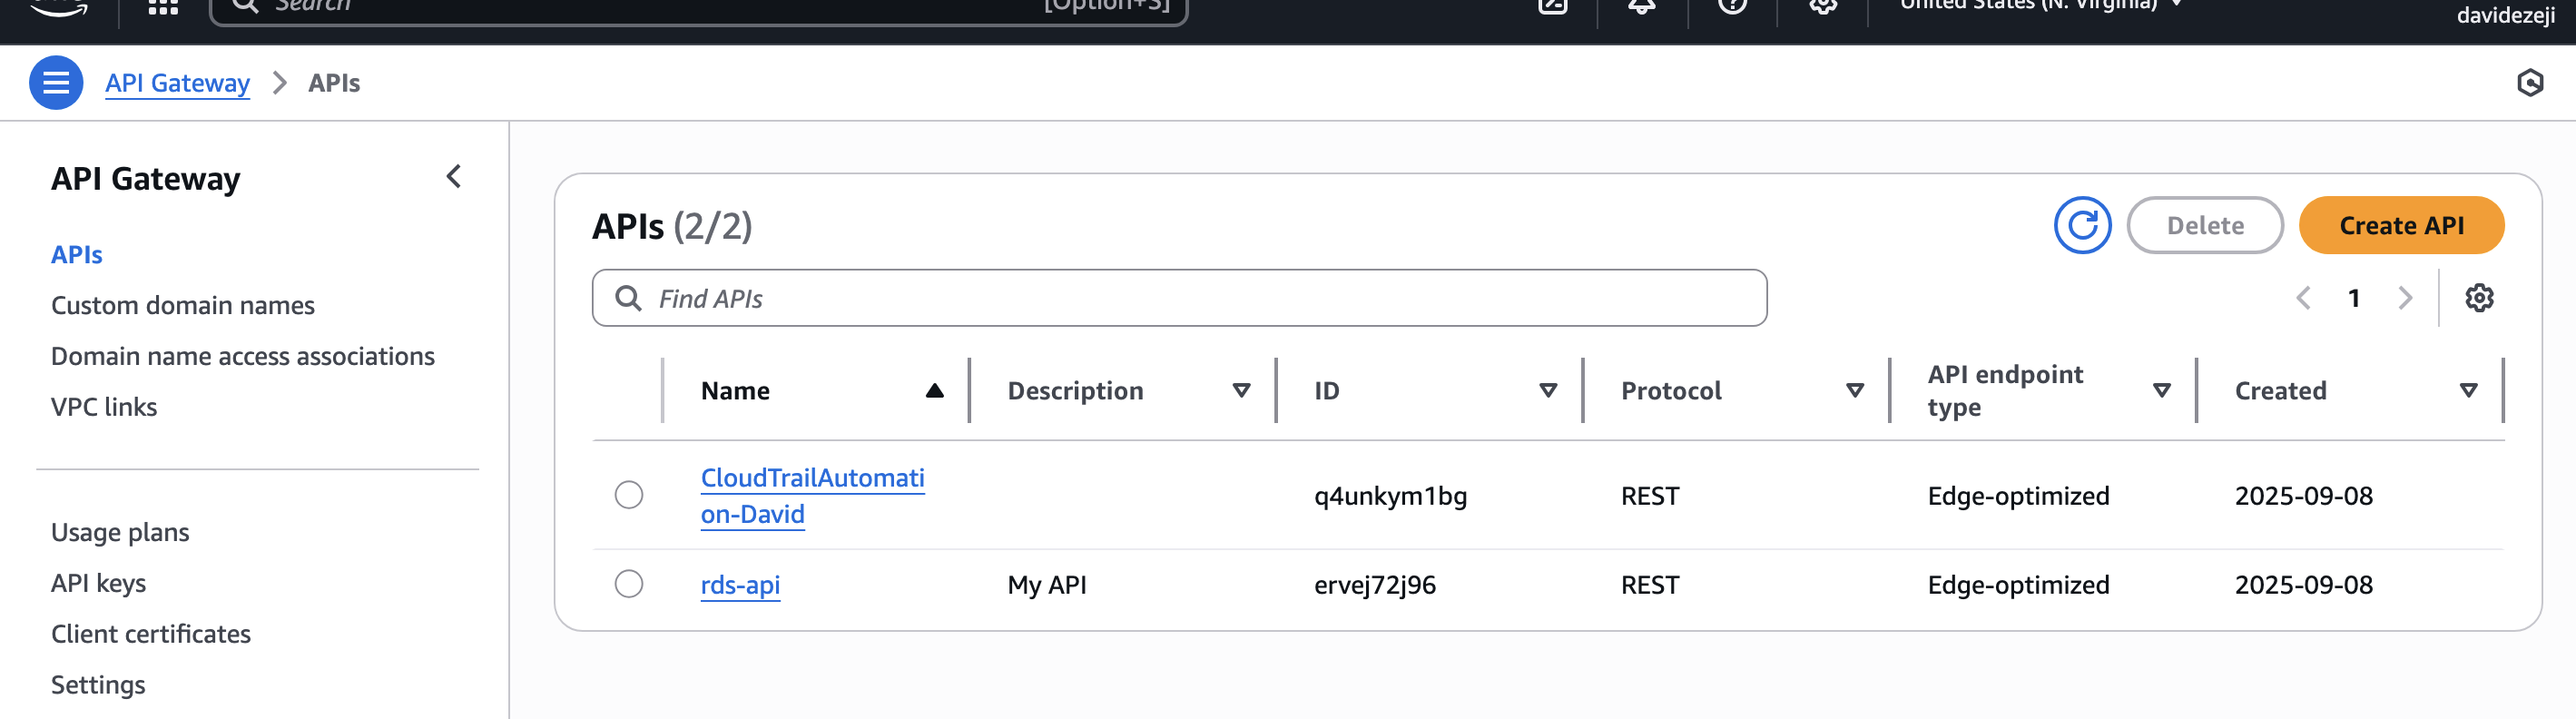 Search
[Option+S]
United States (N. Virginia)
davidezeji
API Gateway
APIs
API Gateway
APIs
Custom domain names
Domain name access associations
VPC links
Usage plans
API keys
Client certificates
Settings
APIs (2/2)
Delete
Create API
Find APIs
1
Name
Description
ID
Protocol
API endpoint
type
Created
CloudTrailAutomati
on-David
q4unkym1bg
REST
Edge-optimized
2025-09-08
rds-api
My API
ervej72j96
REST
Edge-optimized
2025-09-08